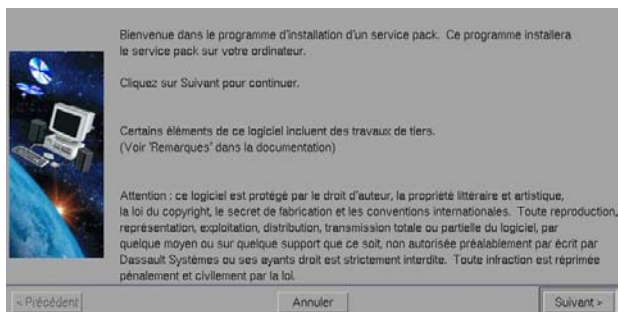 Bienvenue dans le programme d'installation d'un service pack. Ce programme installera
le service pack sur votre ordinateur.
Cliquez sur Suivant pour continuer.
Certains éléments de ce logiciel incluent des travaux de tiers.
(Voir 'Remarques' dans la documentation)
Attention : ce logiciel est protégé par le droit d'auteur, la propriété littéraire et artistique,
la loi du copyright, le secret de fabrication et les conventions internationales. Toute reproduction,
représentation, exploitation, distribution, transmission totale ou partielle du logiciel, par
quelque moyen ou sur quelque support que ce soit, non autorisée préalablement par écrit par
Dassault Systèmes ou ses ayants droit est strictement interdite. Toute infraction est réprimée
pénalement et civilement par la loi.
< Précédent Annuler Suivant >